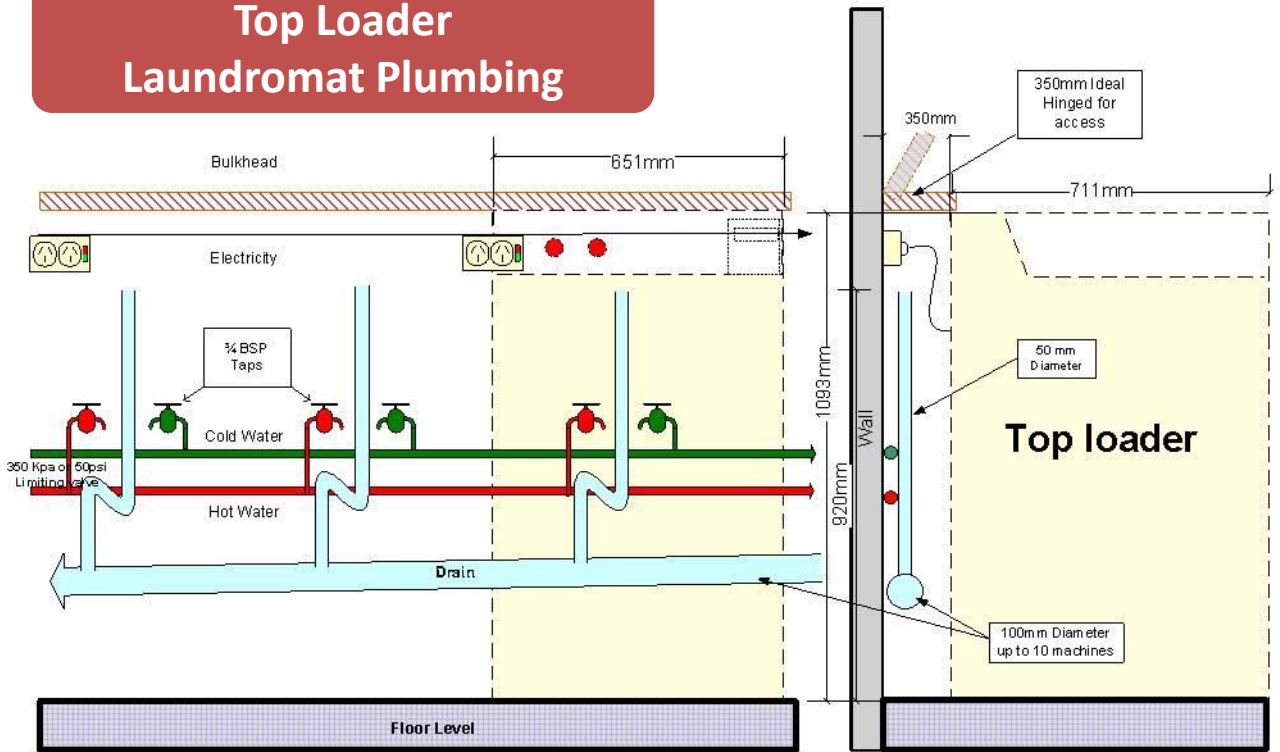 Top Loader
Laundromat Plumbing
350mm Ideal
Hinged for
access
350mm
Bulkhead
651mm
711mm
Electricity
¾ BSP
Taps
50 mm
Diameter
1093mm
Wall
Top loader
Cold Water
350 Kpa or 50psi
Limiting valve
920mm
Hot Water
Drain
100mm Diameter
up to 10 machines
Floor Level